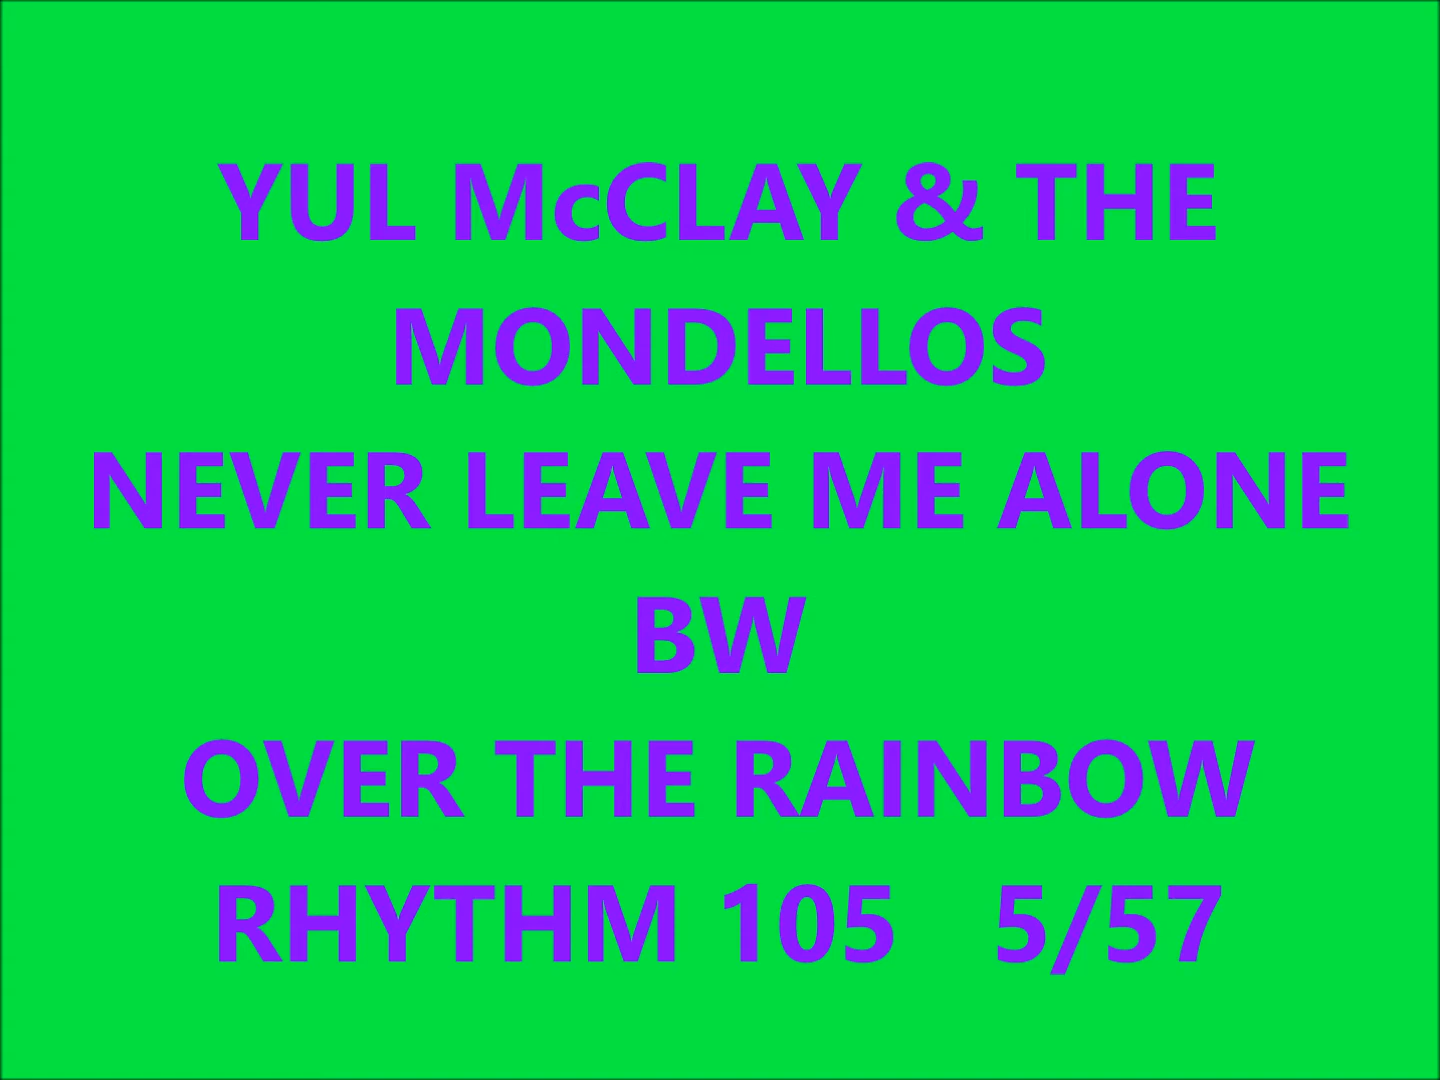 YUL McCLAY & THE
MONDELLOS
NEVER LEAVE ME ALONE
BW
OVER THE RAINBOW
RHYTHM 105   5/57